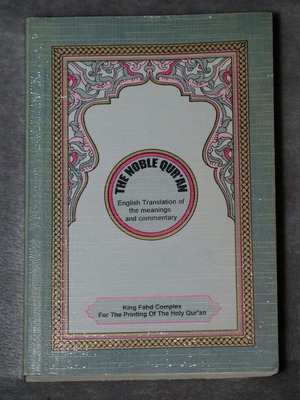 THE NOBLE QUR'AN
English Translation of
the meanings
and commentary
King Fahd Complex
For The Printing Of The Holy Qur'an